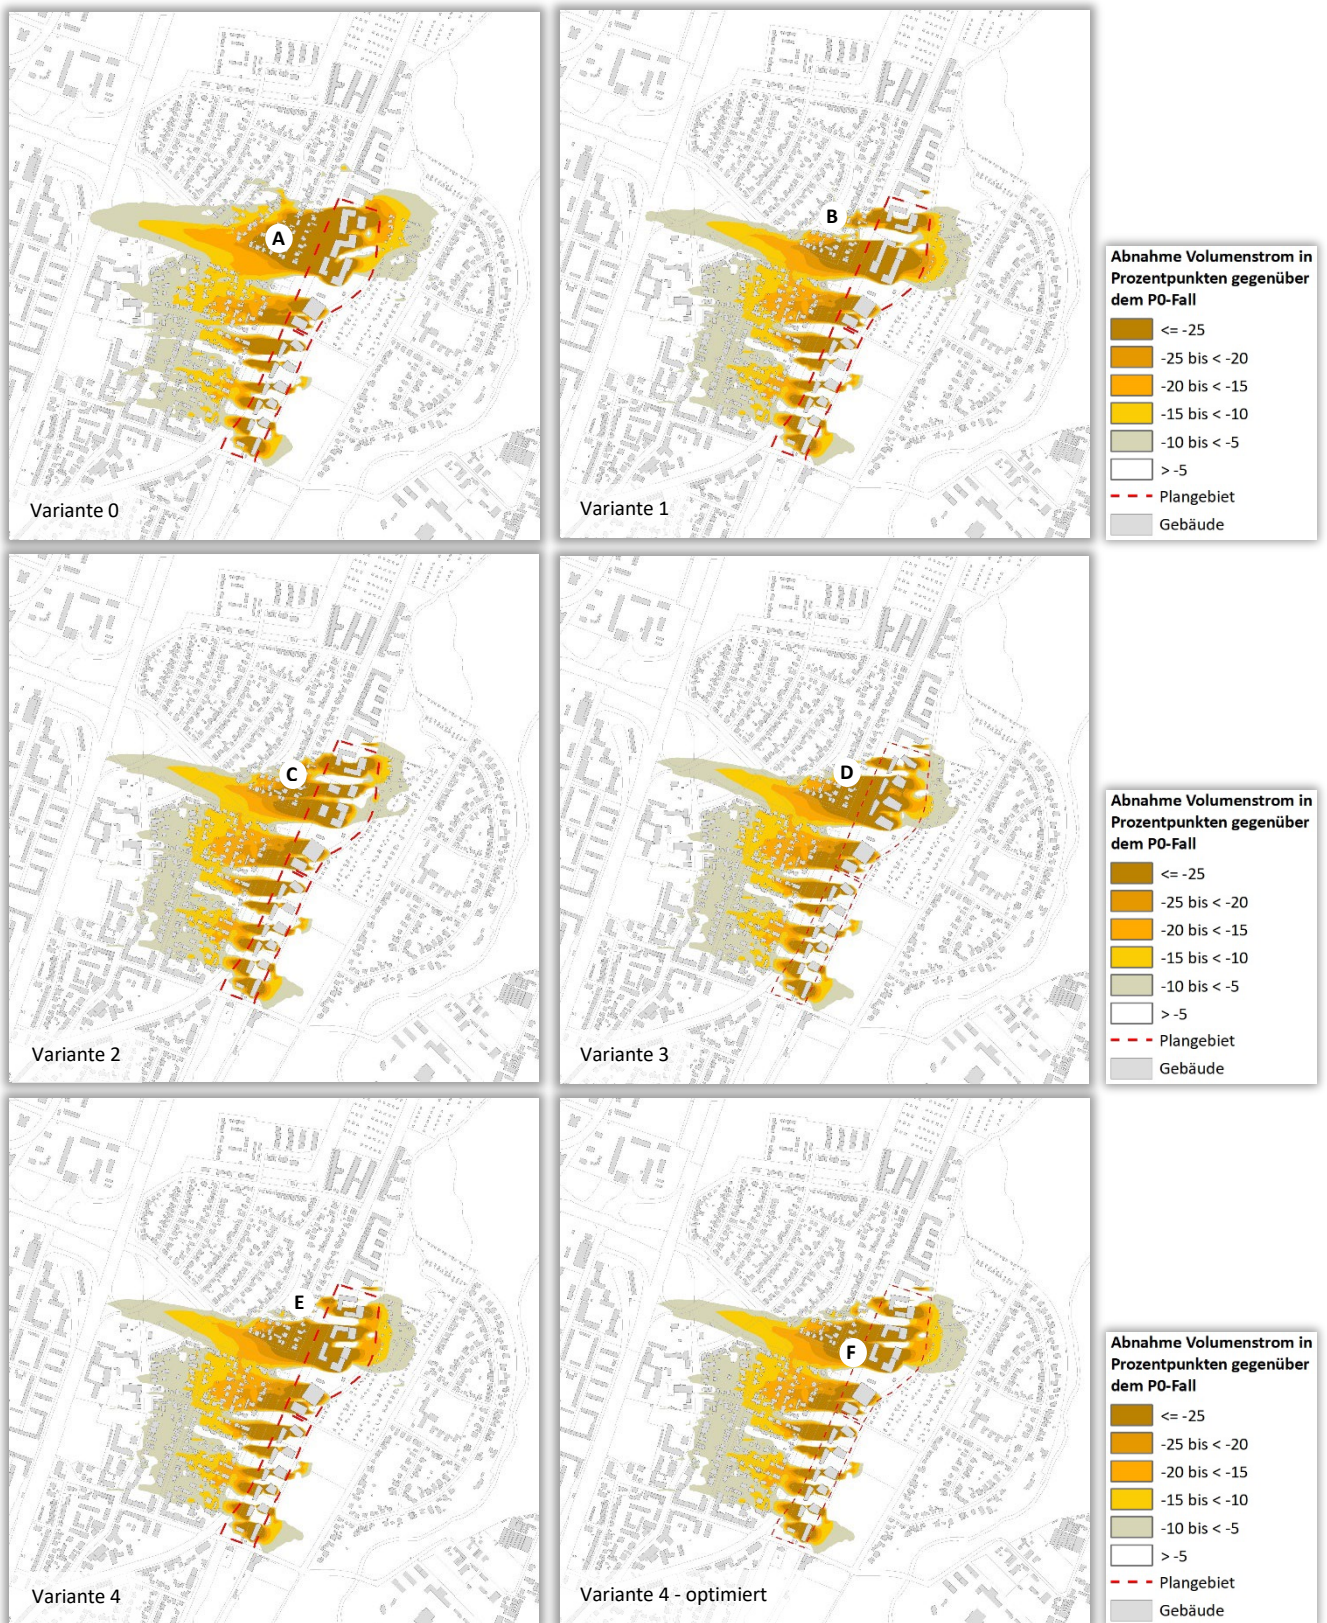 A
Variante 0
B
Variante 1
Abnahme Volumenstrom in
Prozentpunkten gegenüber
dem P0-Fall
<= -25
-25 bis < -20
-20 bis < -15
-15 bis < -10
-10 bis < -5
> -5
Plangebiet
Gebäude
C
Variante 2
D
Variante 3
Abnahme Volumenstrom in
Prozentpunkten gegenüber
dem P0-Fall
<= -25
-25 bis < -20
-20 bis < -15
-15 bis < -10
-10 bis < -5
> -5
Plangebiet
Gebäude
E
Variante 4
F
Variante 4 - optimiert
Abnahme Volumenstrom in
Prozentpunkten gegenüber
dem P0-Fall
<= -25
-25 bis < -20
-20 bis < -15
-15 bis < -10
-10 bis < -5
> -5
Plangebiet
Gebäude